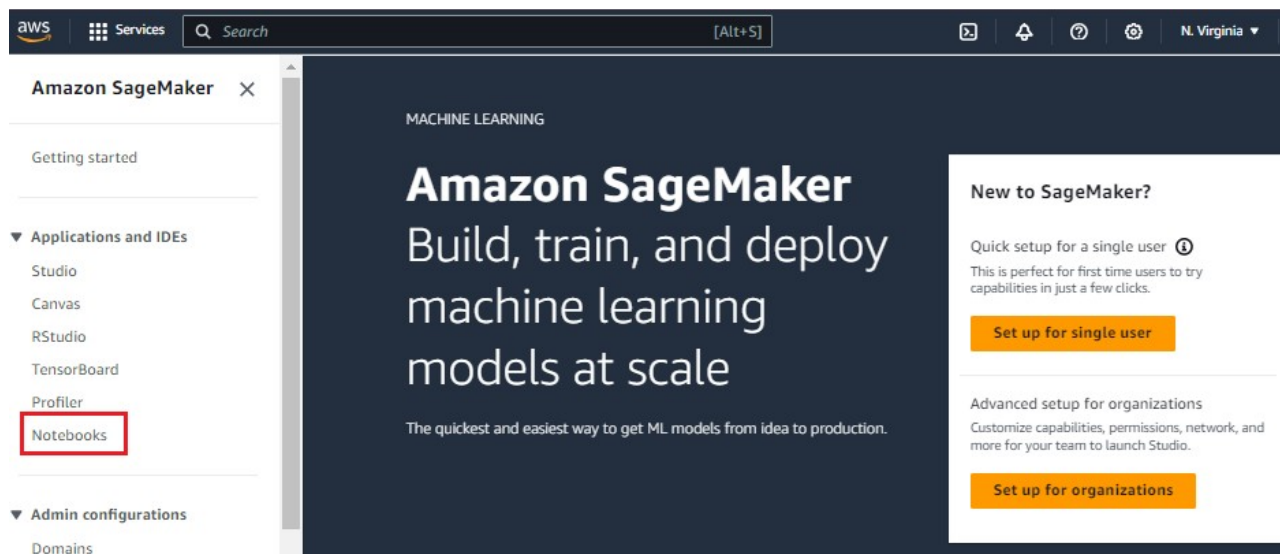 aws
Services
Search
[Alt+S]
N. Virginia
Amazon SageMaker
Getting started
Applications and IDEs
Studio
Canvas
RStudio
TensorBoard
Profiler
Notebooks
Admin configurations
Domains
MACHINE LEARNING
Amazon SageMaker
Build, train, and deploy
machine learning
models at scale
The quickest and easiest way to get ML models from idea to production.
New to SageMaker?
Quick setup for a single user
This is perfect for first time users to try
capabilities in just a few clicks.
Set up for single user
Advanced setup for organizations
Customize capabilities, permissions, network, and
more for your team to launch Studio.
Set up for organizations